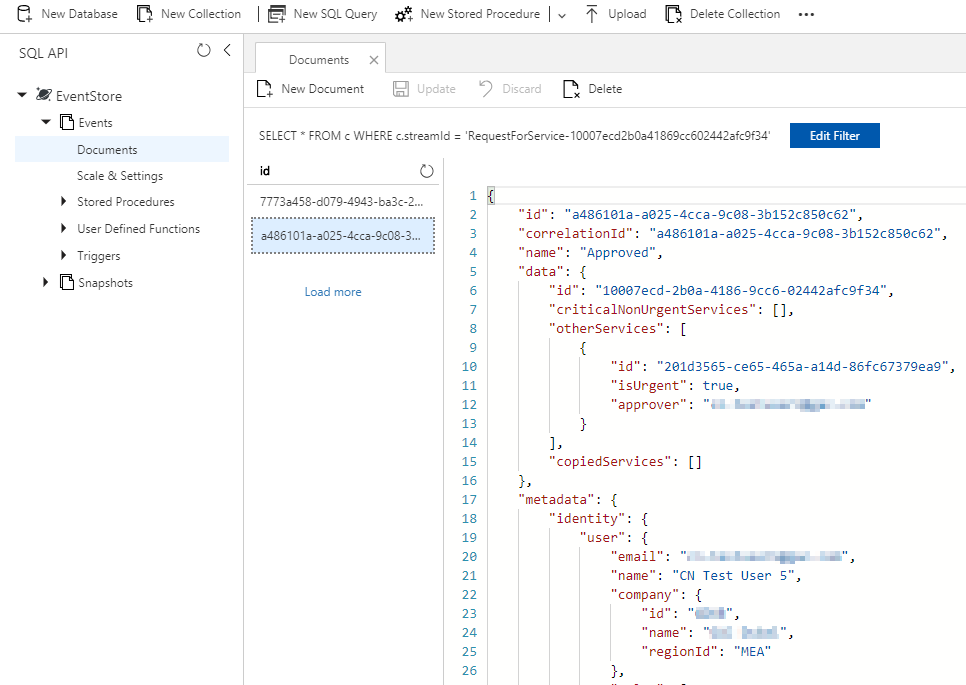 New Database New Collection New SQL Query New Stored Procedure Upload Delete Collection ...
SQL API
EventStore
Events
Documents
Scale & Settings
Stored Procedures
User Defined Functions
Triggers
Snapshots
Documents
New Document Update Discard Delete
SELECT * FROM c WHERE c.streamId = 'RequestForService-10007ecd2b0a41869cc602442afc9f34' Edit Filter
id
7773a458-d079-4943-ba3c-2...
a486101a-a025-4cca-9c08-3...
Load more
1 {
2 "id": "a486101a-a025-4cca-9c08-3b152c850c62",
3 "correlationId": "a486101a-a025-4cca-9c08-3b152c850c62",
4 "name": "Approved",
5 "data": {
6 "id": "10007ecd-2b0a-4186-9cc6-02442afc9f34",
7 "criticalNonUrgentServices": [],
8 "otherServices": [
9 {
10 "id": "201d3565-ce65-465a-a14d-86fc67379ea9",
11 "isUrgent": true,
12 "approver": " "
13 }
14 ],
15 "copiedServices": []
16 },
17 "metadata": {
18 "identity": {
19 "user": {
20 "email": " ",
21 "name": "CN Test User 5",
22 "company": {
23 "id": " ",
24 "name": " ",
25 "regionId": "MEA"
26 },